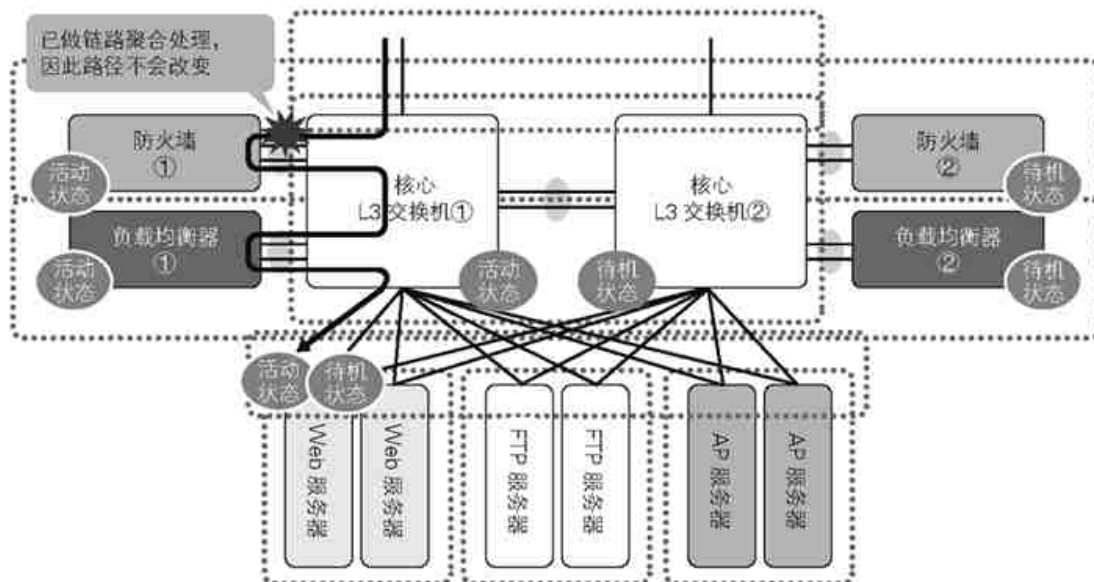 已做链路聚合处理，
因此路径不会改变
防火墙
①
活动
状态
负载均衡器
①
活动
状态
核心
L3 交换机①
活动
状态
核心
L3 交换机②
待机
状态
防火墙
②
待机
状态
负载均衡器
②
待机
状态
活动
状态
待机
状态
Web 服务器
Web 服务器
FTP 服务器
FTP 服务器
AP 服务器
AP 服务器